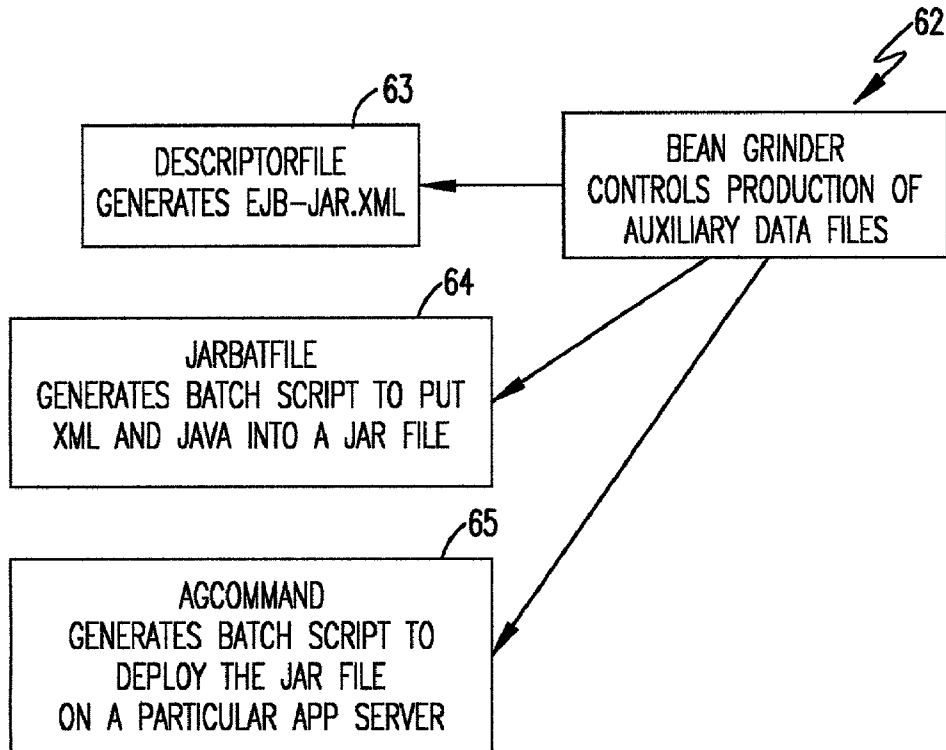 62
63
DESCRIPTORFILE
GENERATES EJB-JAR.XML
BEAN GRINDER
CONTROLS PRODUCTION OF
AUXILIARY DATA FILES
64
JARBATFILE
GENERATES BATCH SCRIPT TO PUT
XML AND JAVA INTO A JAR FILE
65
AGCOMMAND
GENERATES BATCH SCRIPT TO
DEPLOY THE JAR FILE
ON A PARTICULAR APP SERVER